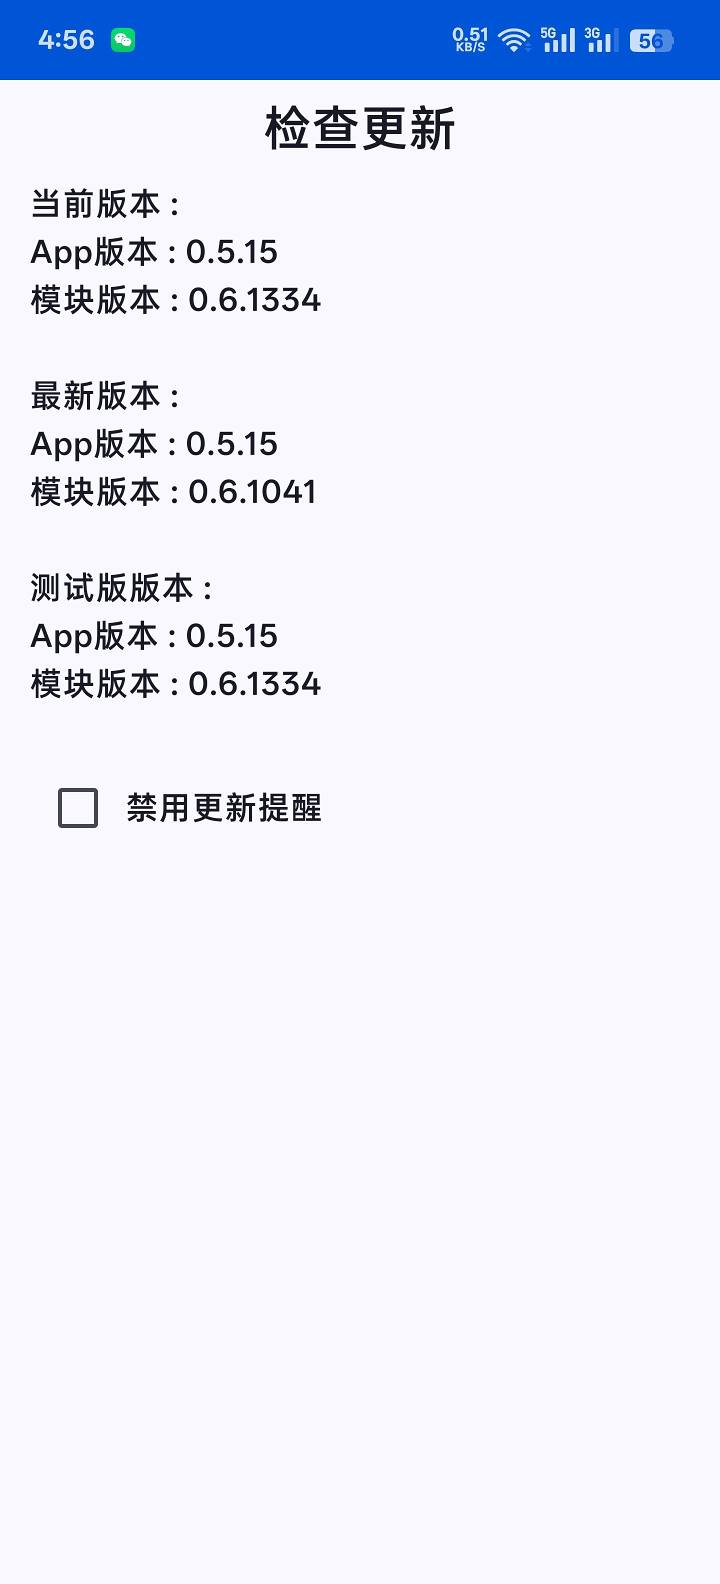 4:56
0.51
KB/S
5G
3G
56
检查更新
当前版本 :
App版本 : 0.5.15
模块版本 : 0.6.1334
最新版本 :
App版本 : 0.5.15
模块版本 : 0.6.1041
测试版版本 :
App版本 : 0.5.15
模块版本 : 0.6.1334
禁用更新提醒